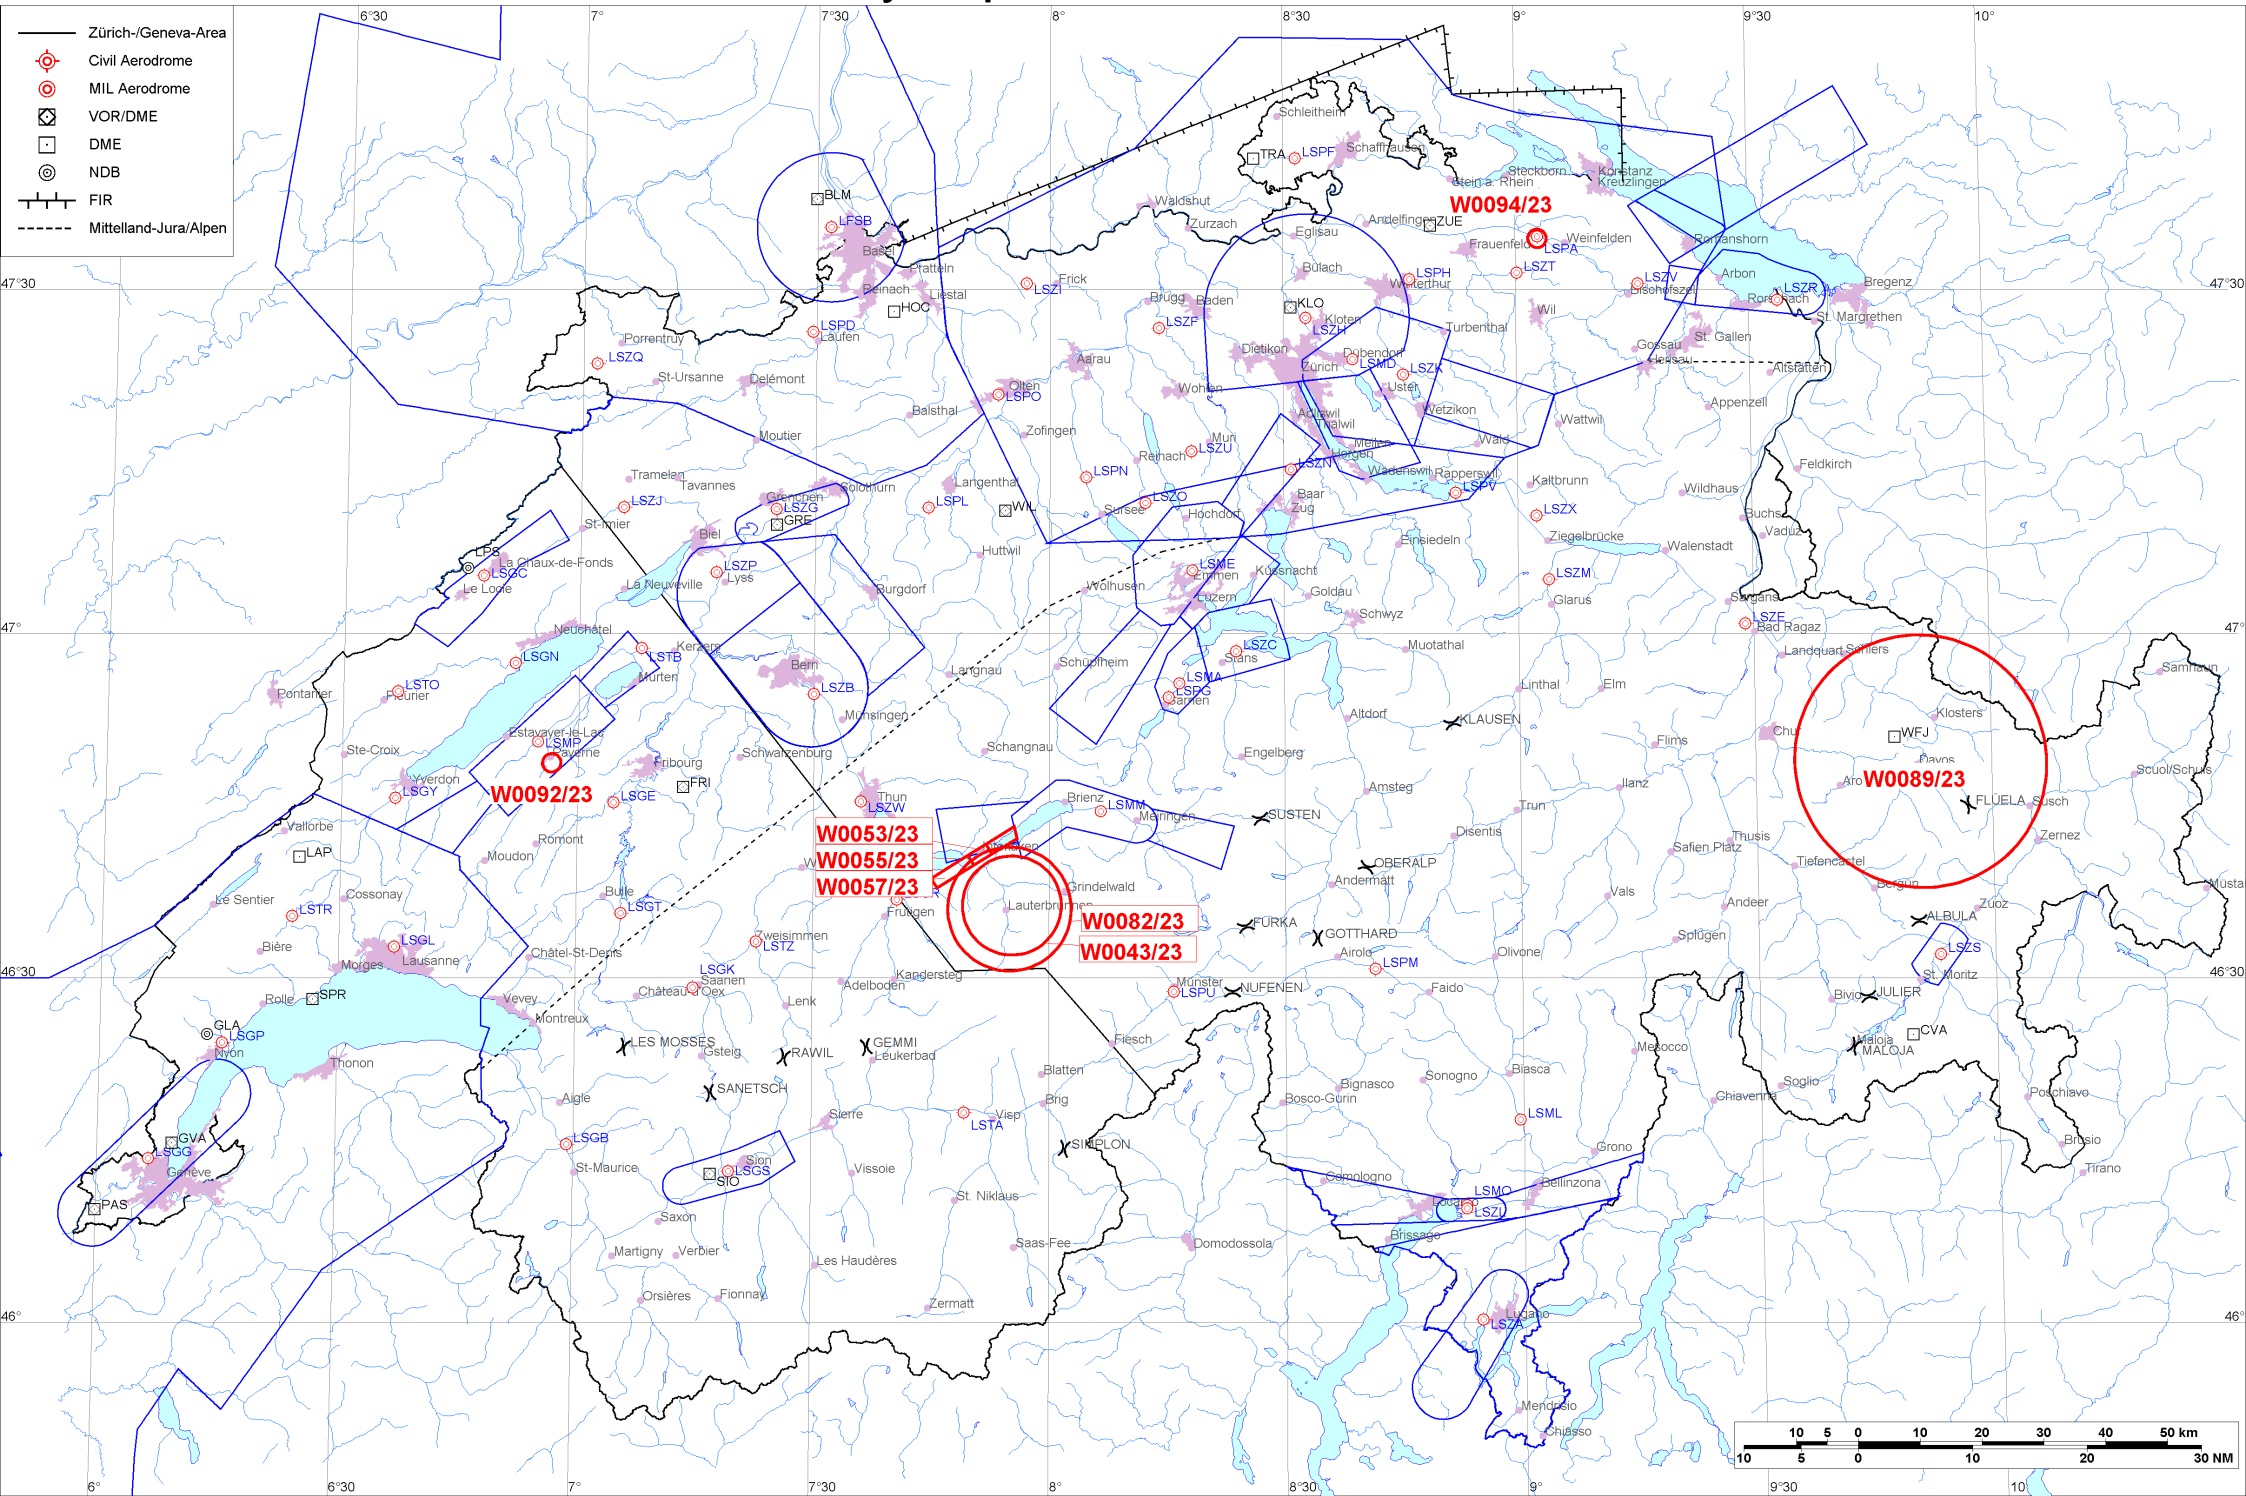 6°30
7°
7°30
8°
8°30
9°
9°30
10°
Zürich-/Geneva-Area
Civil Aerodrome
MIL Aerodrome
VOR/DME
DME
NDB
FIR
Mittelland-Jura/Alpen
Schleitheim
TRA
LSPF
Schaffhausen
Steckborn
Konstanz
Stein a. Rhein
Kreuzlingen
BLM
Waldshut
W0094/23
LFSB
Zurzach
Eglisau
Andelfingen
ZUE
LSPA
Weinfelden
Romanshorn
Basel
Frauenfeld
Pratteln
Bülach
LSPH
LSZT
Arbon
47°30
Reinach
Liestal
LSZI
Frick
Winterthur
LSZV
Bischofszell
LSZR
Rorschach
Bregenz
47°30
HOC
Brugg
Baden
KLO
Kloten
LSZH
Wil
St. Margrethen
LSPD
Laufen
LSZF
Turbenthal
Porrentruy
Dietikon
Dübendorf
LSMD
St. Gallen
Gossau
Herisau
LSZQ
Aarau
Zürich
LSZK
Altstätten
St-Ursanne
Delémont
Olten
LSPO
Wohlen
Uster
Balsthal
Adliswil
Wetzikon
Appenzell
Thalwil
Wattwil
Moutier
Zofingen
Muri
Meilen
Wald
LSZU
Horgen
Reinach
LSZN
Feldkirch
Tramelan
Tavannes
LSPN
Wädenswil
Rapperswil
LSPV
Kaltbrunn
Wildhaus
Solothurn
Langenthal
Grenchen
LSZG
LSZJ
LSPL
WIL
LSZO
Baar
Zug
LSZX
Buchs
St-Imier
GRE
Sursee
Hochdorf
Vaduz
Biel
Huttwil
Einsiedeln
Ziegelbrücke
Walenstadt
LPS
La Chaux-de-Fonds
LSGC
Le Locle
LSZP
Lyss
LSME
Emmen
Küssnacht
LSZM
La Neuveville
Burgdorf
Wolhusen
Luzern
Goldau
Glarus
Sargans
Schwyz
LSZE
Bad Ragaz
47°
Neuchâtel
47°
LSGN
LSTB
Kerzers
Muotathal
Landquart
Schiers
LSZC
Stans
Bern
Langnau
Schüpfheim
Samnaun
Murten
LSTO
Fleurier
Pontarlier
LSZB
LSMA
LSPG
Sarnen
Linthal
Elm
Münsingen
Altdorf
KLAUSEN
Klosters
Estavayer-le-Lac
LSMP
Payerne
Ste-Croix
Schwarzenburg
Schangnau
Engelberg
Flims
Chur
WFJ
Davos
Fribourg
FRI
Yverdon
LSGY
W0092/23
LSGE
W0089/23
Scuol/Schuls
Amsteg
Ilanz
Thun
LSZW
Brienz
LSMM
Meiringen
SUSTEN
Trun
FLÜELA
Susch
Vallorbe
W0053/23
Romont
Disentis
Thusis
Zernez
LAP
Moudon
W0055/23
Safien Platz
OBERALP
Tiefencastel
W0057/23
Grindelwald
Andermatt
Bergün
Müsta
Le Sentier
Cossonay
Bulle
LSGT
Frutigen
Lauterbrunnen
Vals
Andeer
Zuoz
LSTR
W0082/23
FURKA
ALBULA
Zweisimmen
LSTZ
GOTTHARD
Bière
LSGL
Lausanne
Châtel-St-Denis
W0043/23
Airolo
Olivone
Splügen
LSZS
Morges
LSGK
Saanen
LSPM
46°30
Kandersteg
Adelboden
Münster
LSPU
NUFENEN
Faido
St. Moritz
46°30
Rolle
SPR
Vevey
Château-d'Oex
Lenk
Bivio
JULIER
Montreux
GLA
LSGP
Nyon
LES MOSSES
Gsteig
RAWIL
GEMMI
Leukerbad
Fiesch
Mesocco
CVA
Maloja
MALOJA
Thonon
Blatten
Bignasco
Sonogno
Biasca
Soglio
SANETSCH
Aigle
Brig
Bosco-Gurin
Chiavenna
Poschiavo
Sierre
LSTA
Visp
LSML
GVA
LSGG
LSGB
SIMPLON
Grono
Brusio
Genève
St-Maurice
Sion
LSGS
SIO
Vissoie
Comologno
Tirano
Bellinzona
LSMO
PAS
St. Niklaus
Locarno
LSZL
Saxon
Brissago
Martigny
Verbier
Les Haudères
Saas-Fee
Domodossola
Orsières
Fionnay
Zermatt
46°
Lugano
LSZA
46°
Mendrisio
Chiasso
10 5 0 10 20 30 40 50 km
10 5 0 10 20 30 NM
6°
6°30
7°
7°30
8°
8°30
9°
9°30
10°